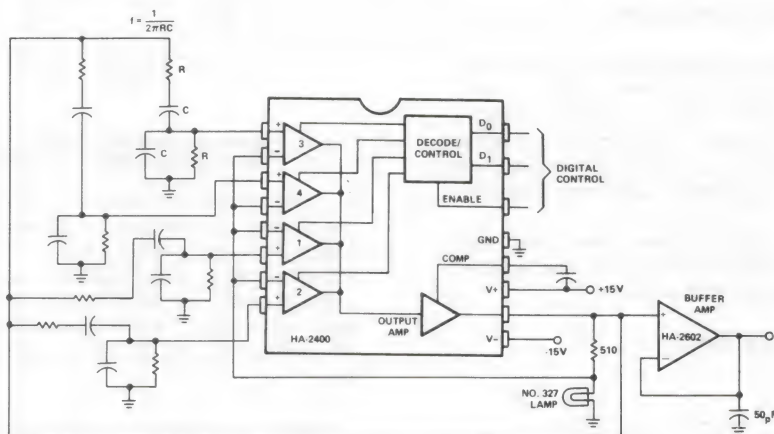 f = 1
2πRC
R
C
C
R
+
−
3
+
−
4
−
+
1
−
+
2
DECODE/
CONTROL
D0
D1
ENABLE
DIGITAL
CONTROL
GND
COMP
V+
+15V
OUTPUT
AMP
HA-2400
V−
-15V
510
NO. 327
LAMP
BUFFER
AMP
+
HA-2602
−
50pF